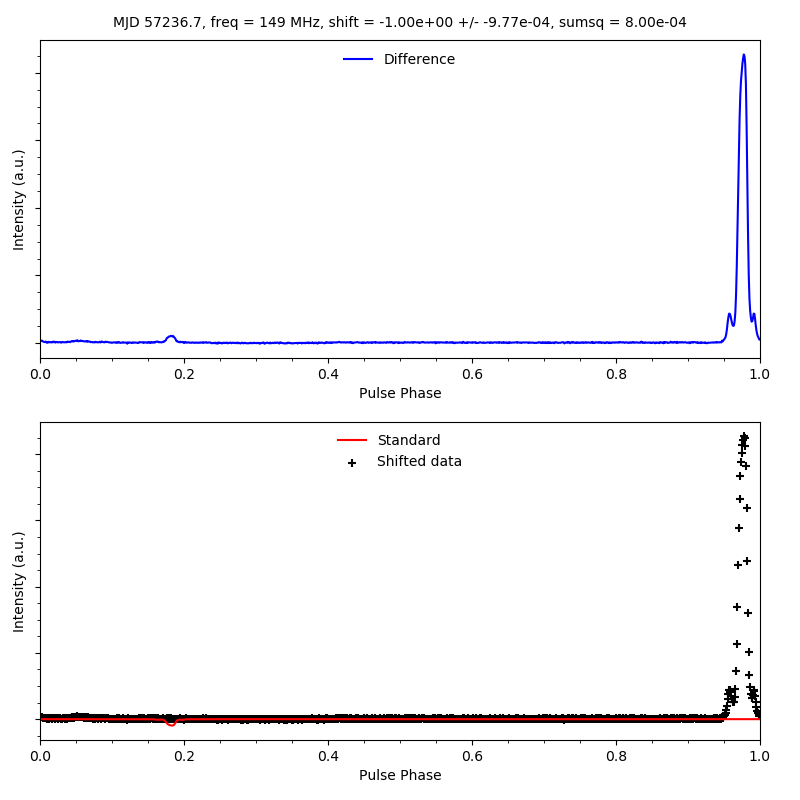 MJD 57236.7, freq = 149 MHz, shift = -1.00e+00 +/- -9.77e-04, sumsq = 8.00e-04
Difference
Intensity (a.u.)
0.0 0.2 0.4 0.6 0.8 1.0
Pulse Phase
Standard
Shifted data
Intensity (a.u.)
0.0 0.2 0.4 0.6 0.8 1.0
Pulse Phase